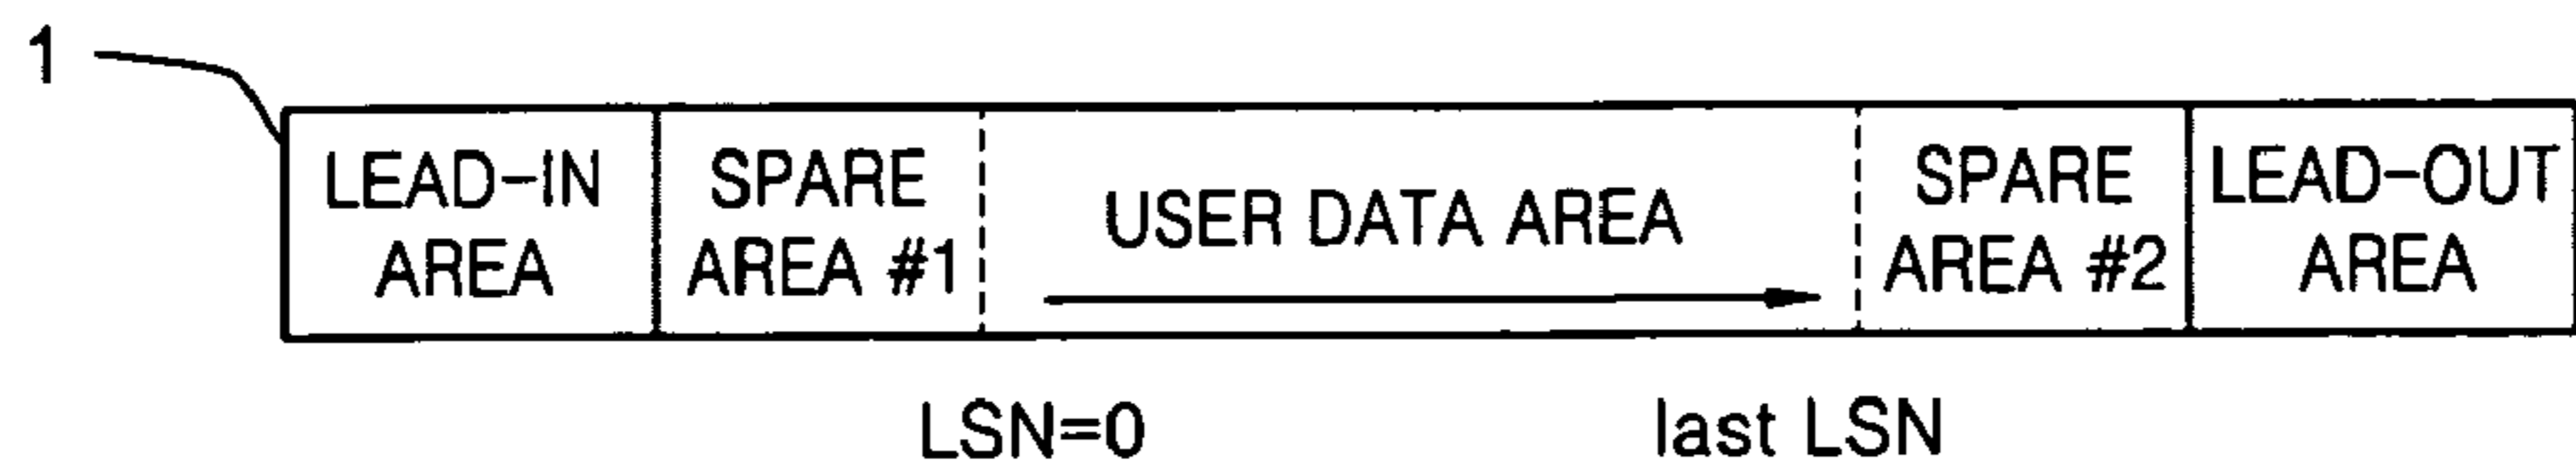 1
LEAD-IN
AREA
SPARE
AREA #1
USER DATA AREA
SPARE
AREA #2
LEAD-OUT
AREA
LSN=0
last LSN